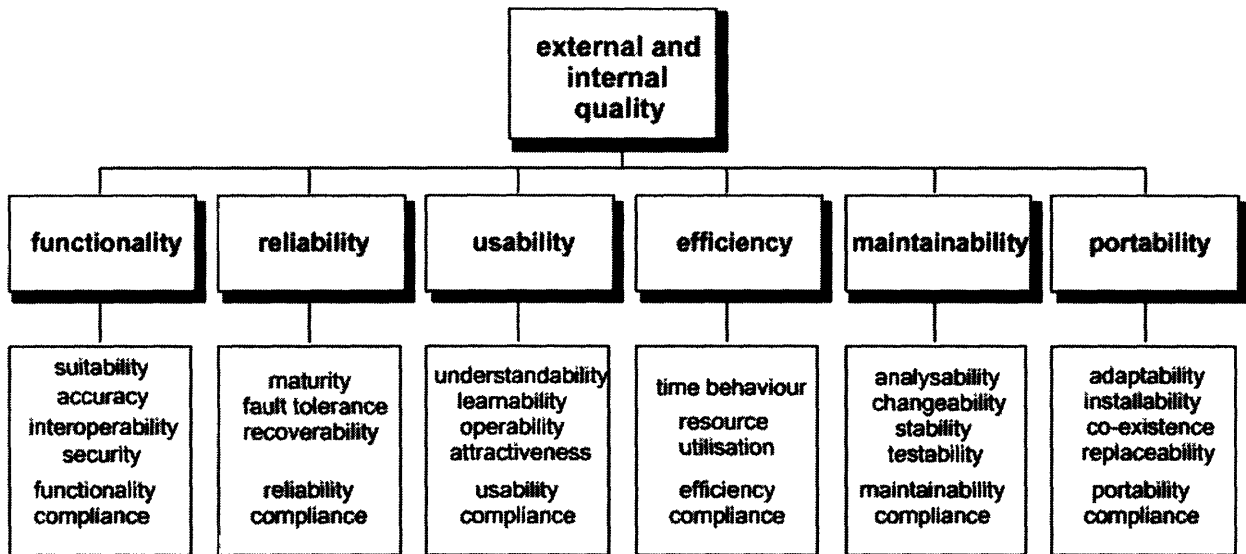 external and
internal
quality
functionality
reliability
usability
efficiency
maintainability
portability
suitability
accuracy
interoperability
security
functionality
compliance
maturity
fault tolerance
recoverability
reliability
compliance
understandability
learnability
operability
attractiveness
usability
compliance
time behaviour
resource
utilisation
efficiency
compliance
analysability
changeability
stability
testability
maintainability
compliance
adaptability
installability
co-existence
replaceability
portability
compliance